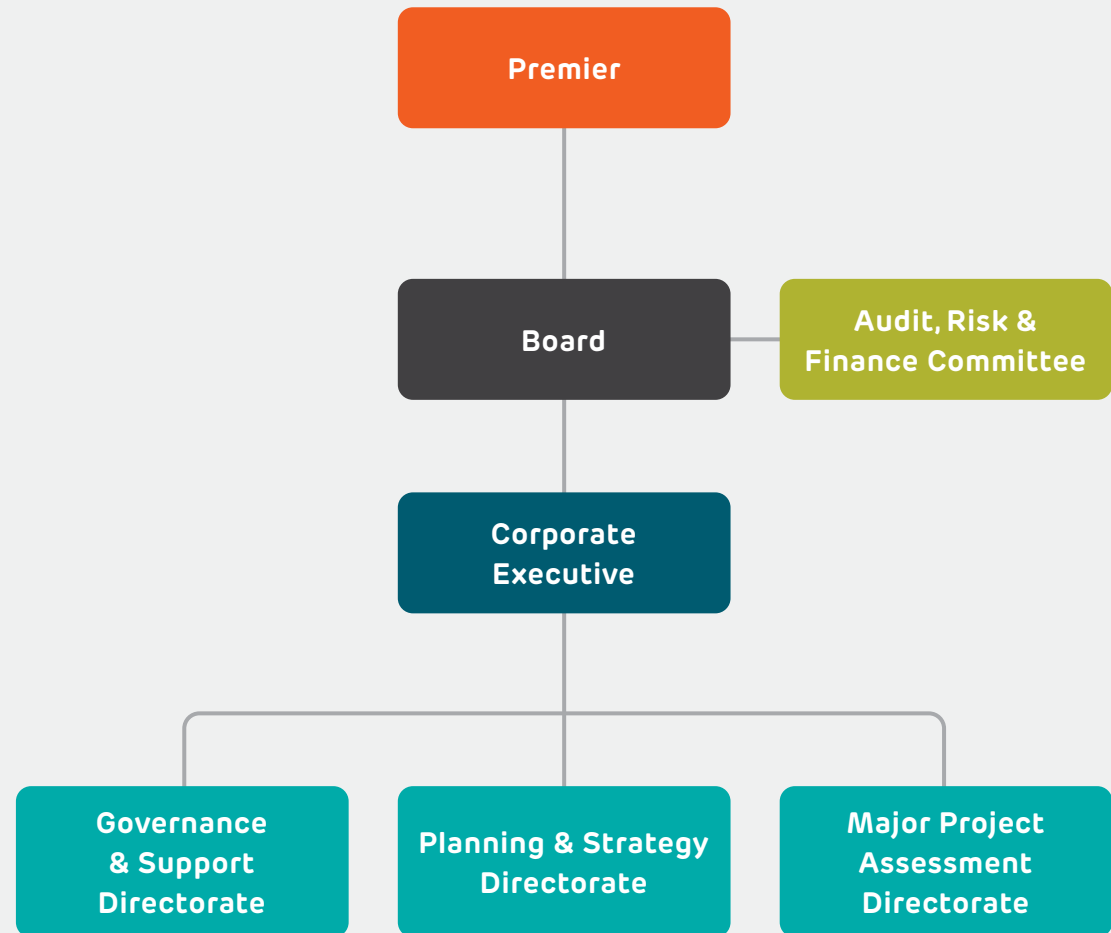 Premier
Board
Audit, Risk &
Finance Committee
Corporate
Executive
Governance
& Support
Directorate
Planning & Strategy
Directorate
Major Project
Assessment
Directorate